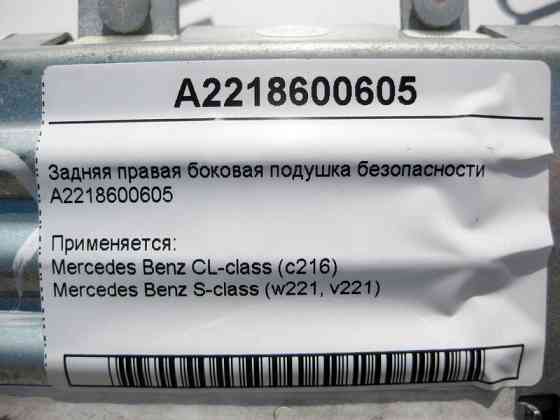 A2218600605
Задняя правая боковая подушка безопасности
A2218600605
Применяется:
Mercedes Benz CL-class (c216)
Mercedes Benz S-class (w221, v221)